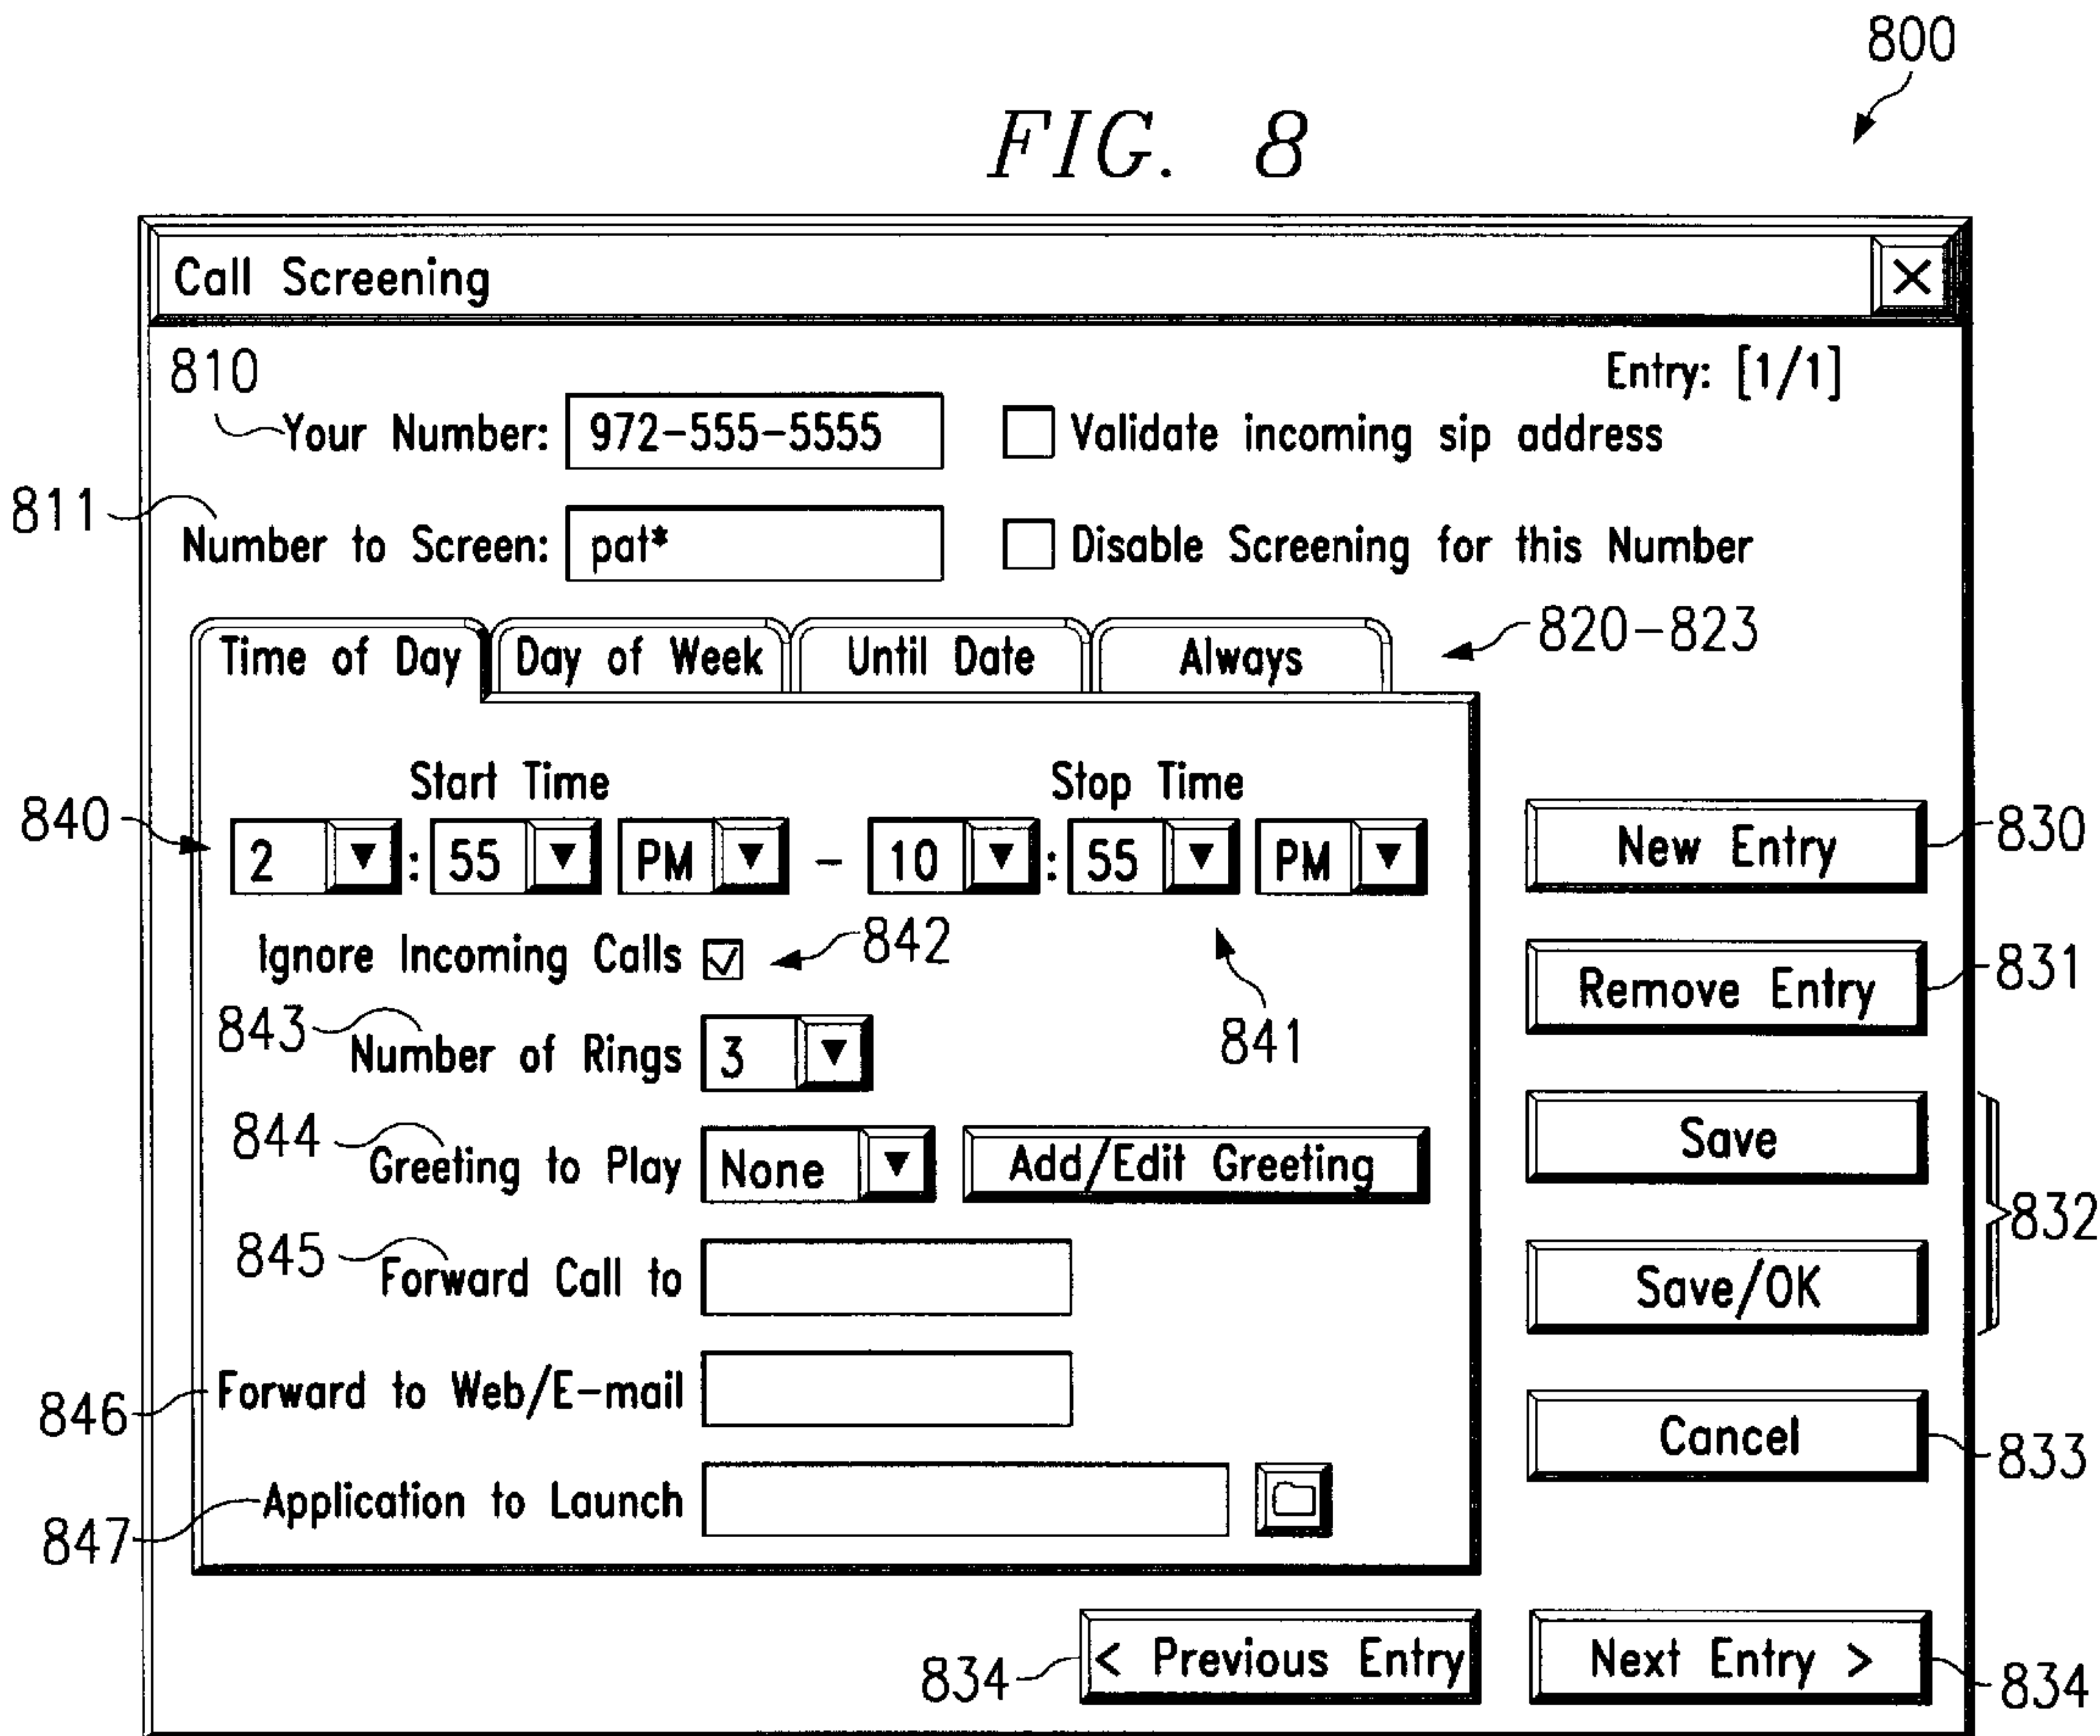 800
FIG. 8
Call Screening
810
Entry: [1/1]
Your Number: 972-555-5555 Validate incoming sip address
811
Number to Screen: pat* Disable Screening for this Number
Time of Day Day of Week Until Date Always 820-823
Start Time Stop Time
840 2 : 55 PM - 10 : 55 PM New Entry 830
Ignore Incoming Calls 842
Remove Entry 831
843 Number of Rings 3 841
844 Greeting to Play None Add/Edit Greeting Save
832
845 Forward Call to Save/OK
846 Forward to Web/E-mail
Cancel 833
847 Application to Launch
834 < Previous Entry Next Entry > 834